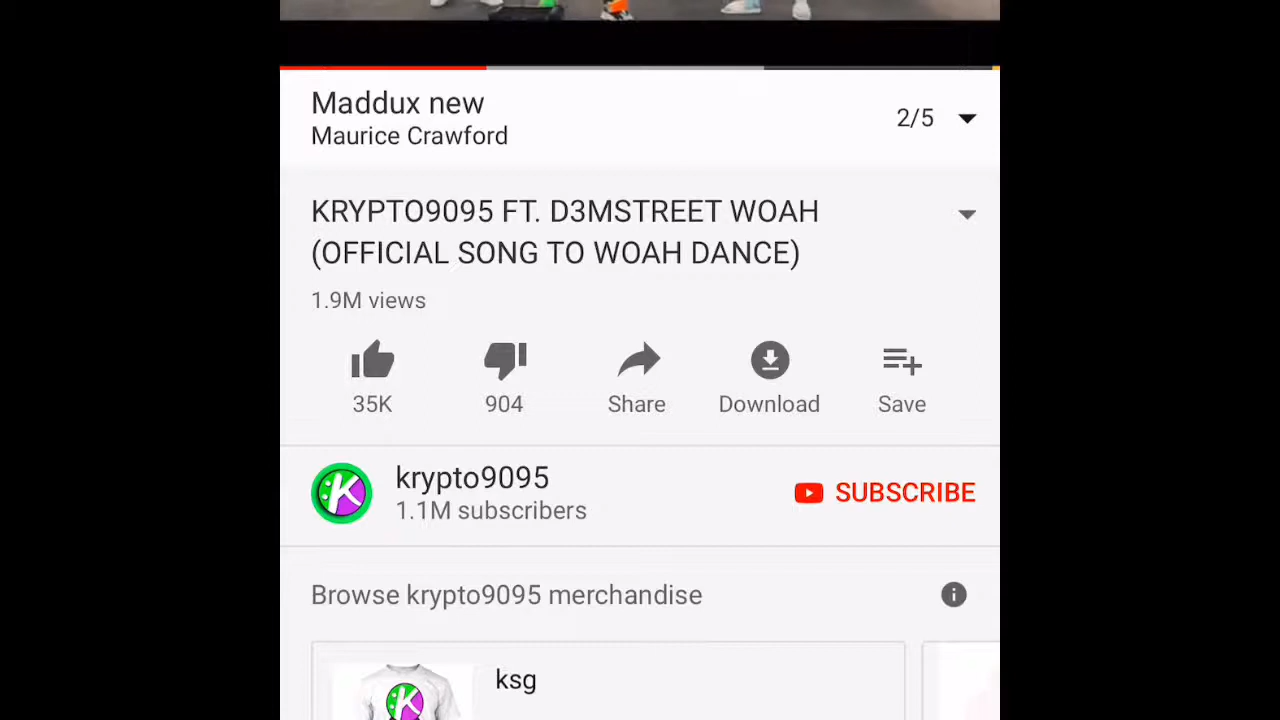 Maddux new
Maurice Crawford
2/5
KRYPTO9095 FT. D3MSTREET WOAH
(OFFICIAL SONG TO WOAH DANCE)
1.9M views
35K
904
Share
Download
Save
krypto9095
1.1M subscribers
SUBSCRIBE
Browse krypto9095 merchandise
ksg